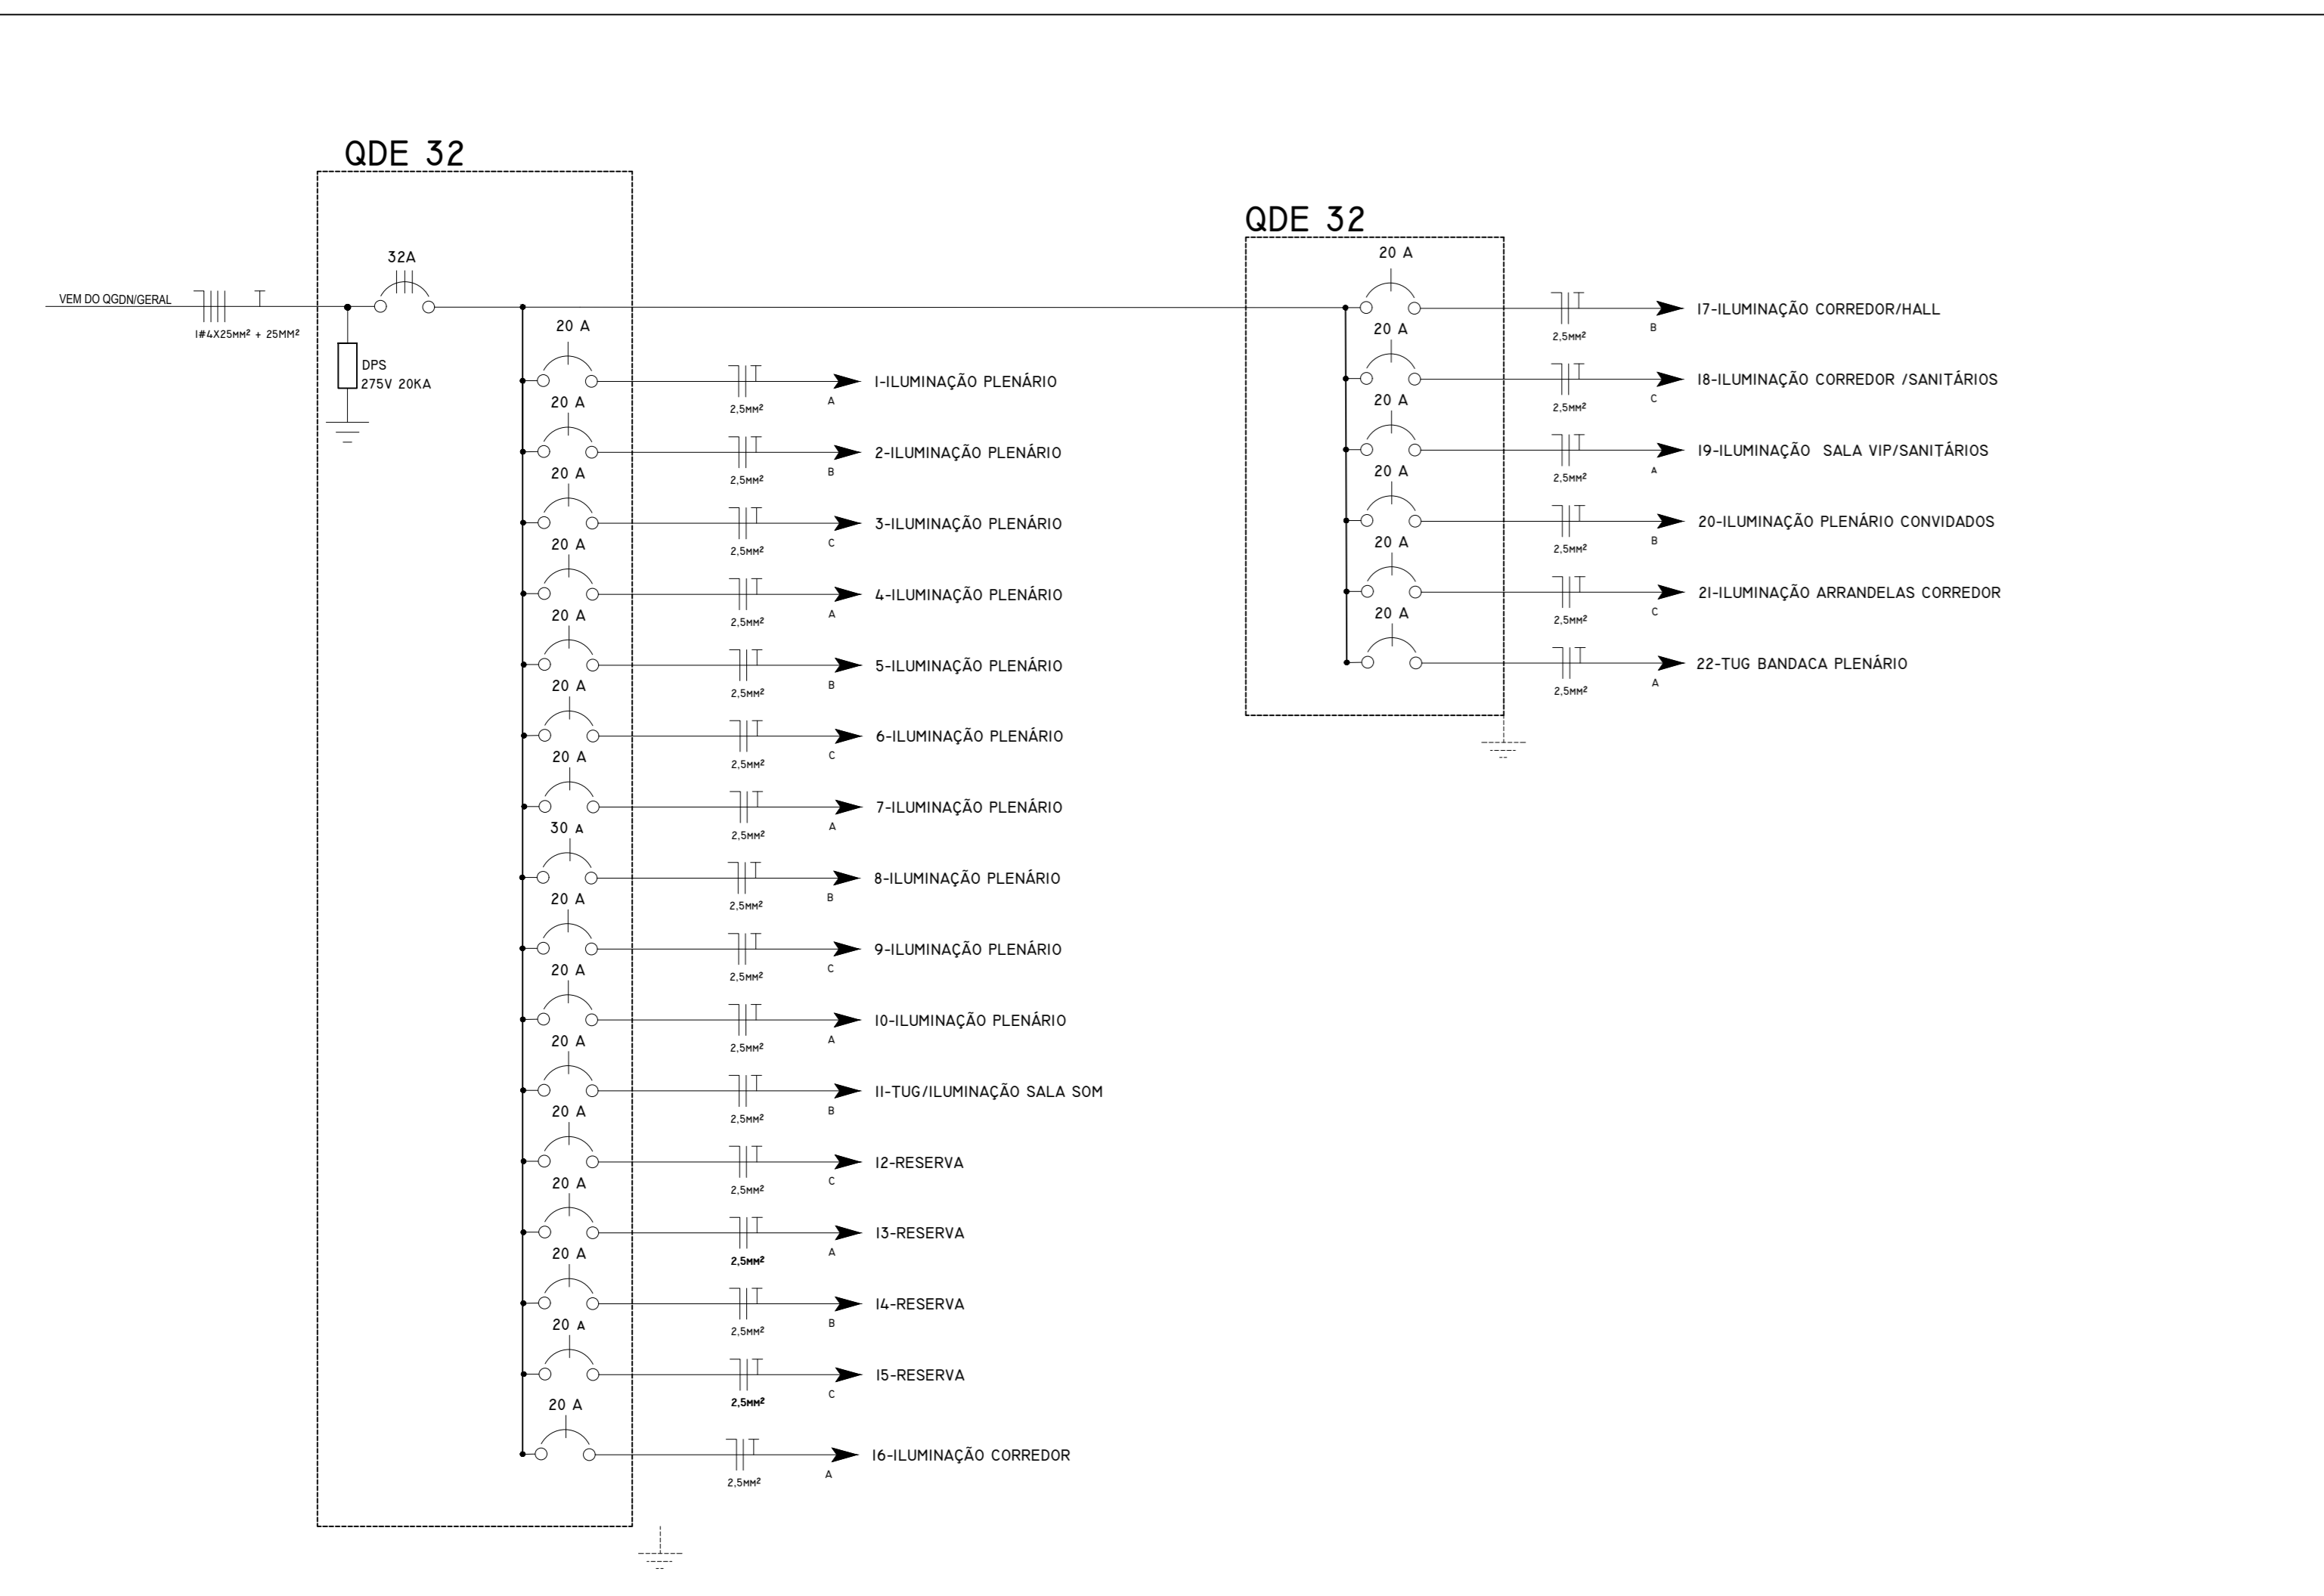 QDE 32
32A
VEM DO QGDN/GERAL
1#4X25MM² + 25MM²
DPS
275V 20KA
20 A
1-ILUMINAÇÃO PLENÁRIO
A
2,5MM²
20 A
2-ILUMINAÇÃO PLENÁRIO
B
2,5MM²
20 A
3-ILUMINAÇÃO PLENÁRIO
C
2,5MM²
20 A
4-ILUMINAÇÃO PLENÁRIO
A
2,5MM²
20 A
5-ILUMINAÇÃO PLENÁRIO
B
2,5MM²
20 A
6-ILUMINAÇÃO PLENÁRIO
C
2,5MM²
20 A
7-ILUMINAÇÃO PLENÁRIO
A
2,5MM²
30 A
8-ILUMINAÇÃO PLENÁRIO
B
2,5MM²
20 A
9-ILUMINAÇÃO PLENÁRIO
C
2,5MM²
20 A
10-ILUMINAÇÃO PLENÁRIO
A
2,5MM²
20 A
11-TUG/ILUMINAÇÃO SALA SOM
B
2,5MM²
20 A
12-RESERVA
C
2,5MM²
20 A
13-RESERVA
A
2,5MM²
20 A
14-RESERVA
B
2,5MM²
20 A
15-RESERVA
C
2,5MM²
20 A
16-ILUMINAÇÃO CORREDOR
A
2,5MM²
QDE 32
20 A
17-ILUMINAÇÃO CORREDOR/HALL
B
2,5MM²
20 A
18-ILUMINAÇÃO CORREDOR /SANITÁRIOS
C
2,5MM²
20 A
19-ILUMINAÇÃO  SALA VIP/SANITÁRIOS
A
2,5MM²
20 A
20-ILUMINAÇÃO PLENÁRIO CONVIDADOS
B
2,5MM²
20 A
21-ILUMINAÇÃO ARRANDELAS CORREDOR
C
2,5MM²
20 A
22-TUG BANDACA PLENÁRIO
A
2,5MM²